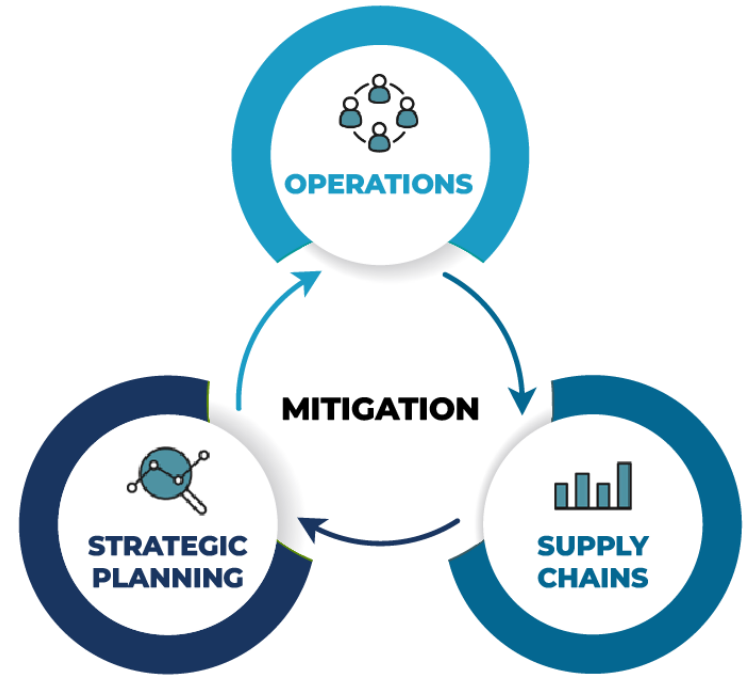 OPERATIONS
MITIGATION
STRATEGIC
PLANNING
SUPPLY
CHAINS